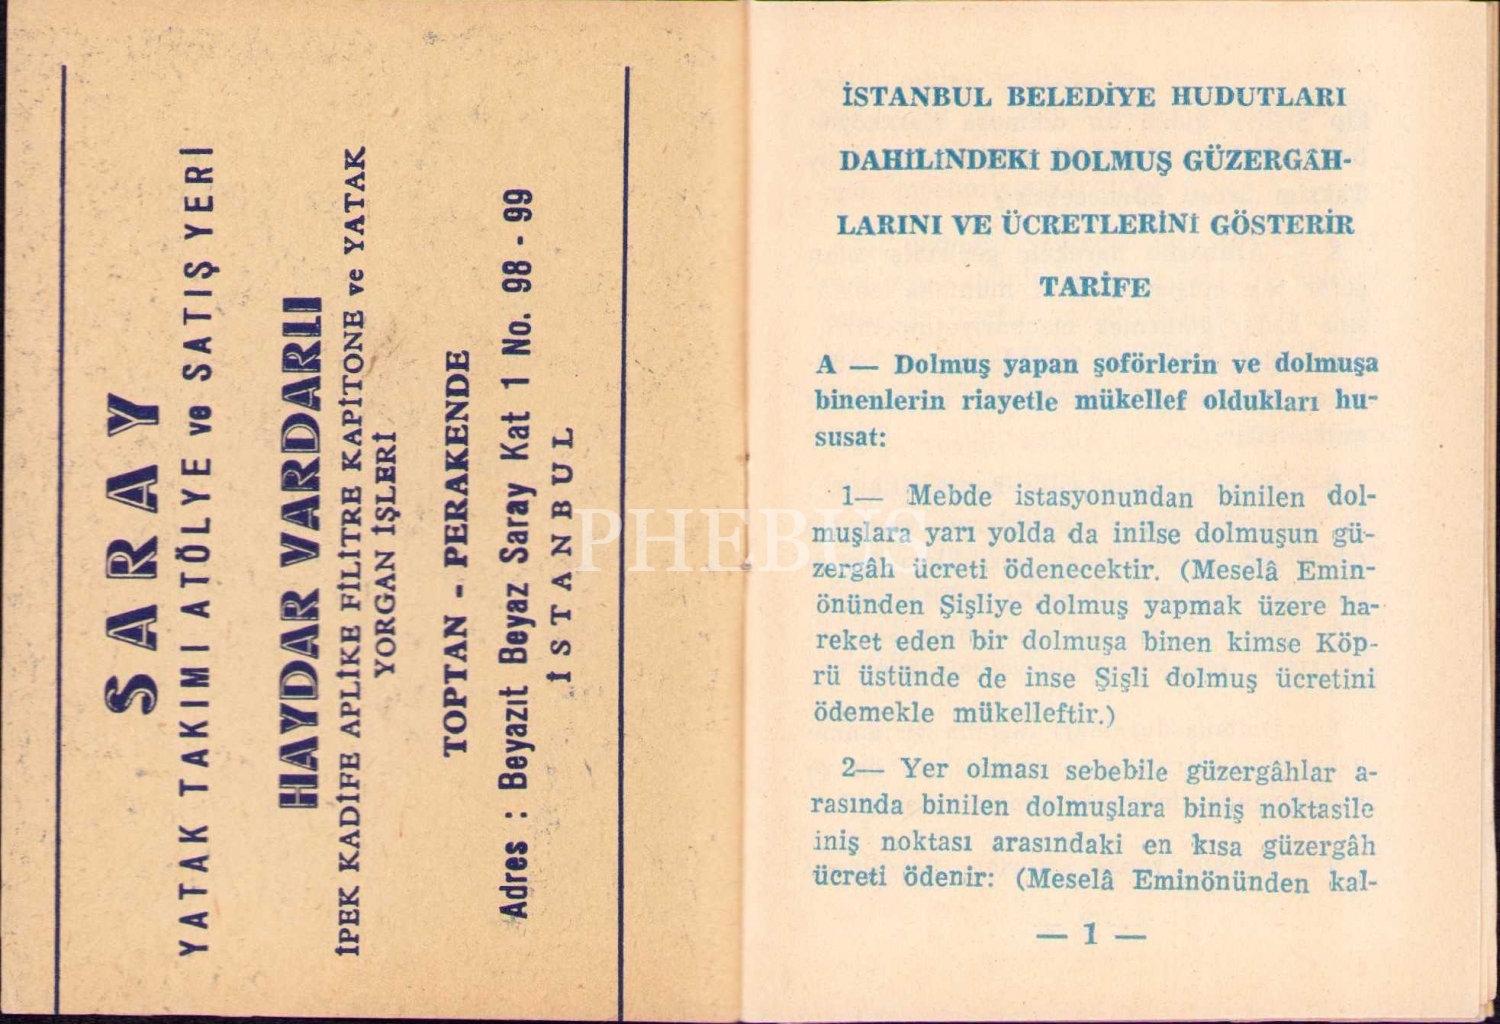 SARAY
YATAK TAKIMI ATÖLYE ve SATIŞ YERİ
HAYDAR VARDARLI
İPEK KADİFE APLİKE FİLİTRE KAPİTONE ve YATAK
YORGAN İŞLERİ
TOPTAN - PERAKENDE
Adres : Beyazıt Beyaz Saray Kat 1 No. 98 - 99
İSTANBUL
PHEBUS
İSTANBUL BELEDİYE HUDUTLARI
DAHİLİNDEKİ DOLMUŞ GÜZERGÂH-
LARINI VE ÜCRETLERİNİ GÖSTERİR
TARİFE
A — Dolmuş yapan şoförlerin ve dolmuşa
binenlerin riayetle mükellef oldukları hu-
susat:
1— Mebde istasyonundan binilen dol-
muşlara yarı yolda da inilse dolmuşun gü-
zergâh ücreti ödenecektir. (Meselâ Emin-
önünden Şişliye dolmuş yapmak üzere ha-
reket eden bir dolmuşa binen kimse Köp-
rü üstünde de inse Şişli dolmuş ücretini
ödemekle mükelleftir.)
2— Yer olması sebebile güzergâhlar a-
rasında binilen dolmuşlara biniş noktasile
iniş noktası arasındaki en kısa güzergâh
ücreti ödenir: (Meselâ Eminönünden kal-
— 1 —